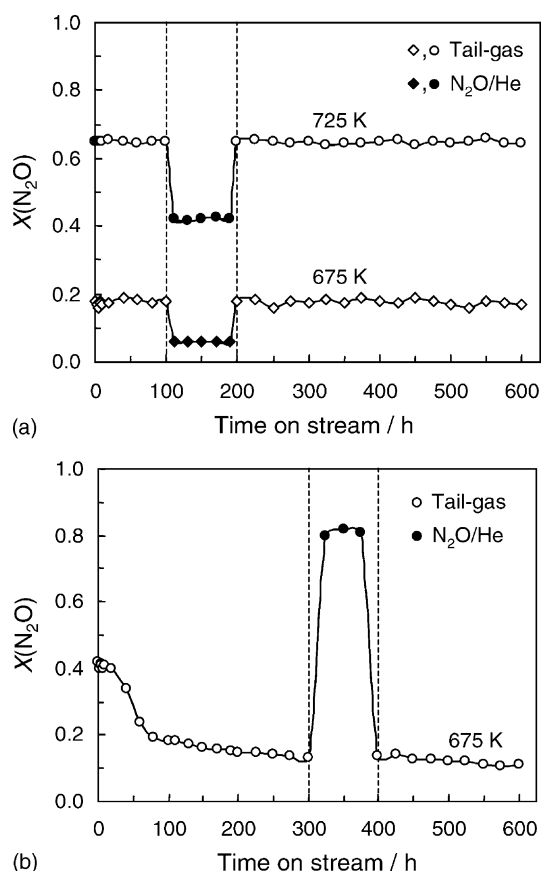 1.0
Tail-gas
N₂O/He
0.8
725 K
0.6
X(N₂O)
0.4
675 K
0.2
0.0
0 100 200 300 400 500 600
(a) Time on stream / h
1.0
Tail-gas
N₂O/He
0.8
0.6
X(N₂O)
0.4
675 K
0.2
0.0
0 100 200 300 400 500 600
(b) Time on stream / h